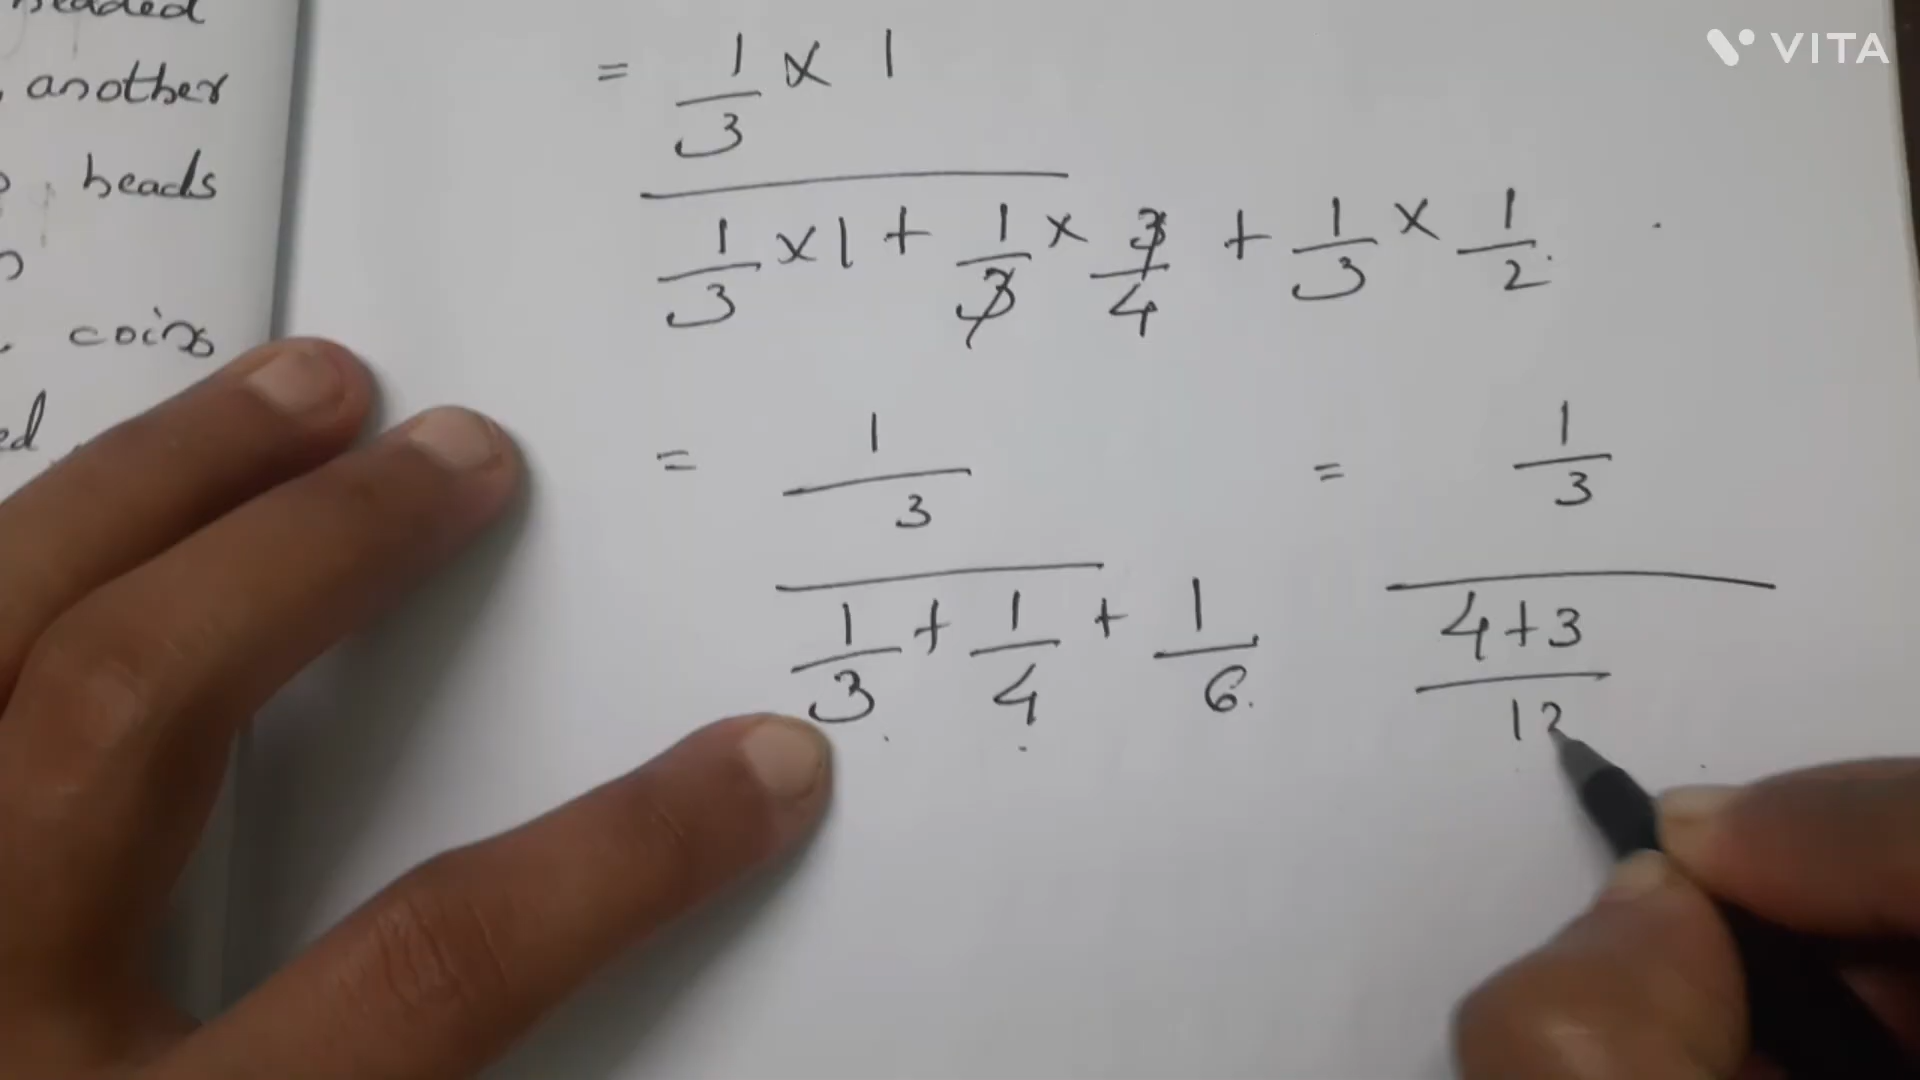 VITA
another
heads
coins
= 1/3 × 1
1/3 × 1 + 1/3 × 3/4 + 1/3 × 1/2
= 1/3 = 1/3
1/3 + 1/4 + 1/6. 4+3
12